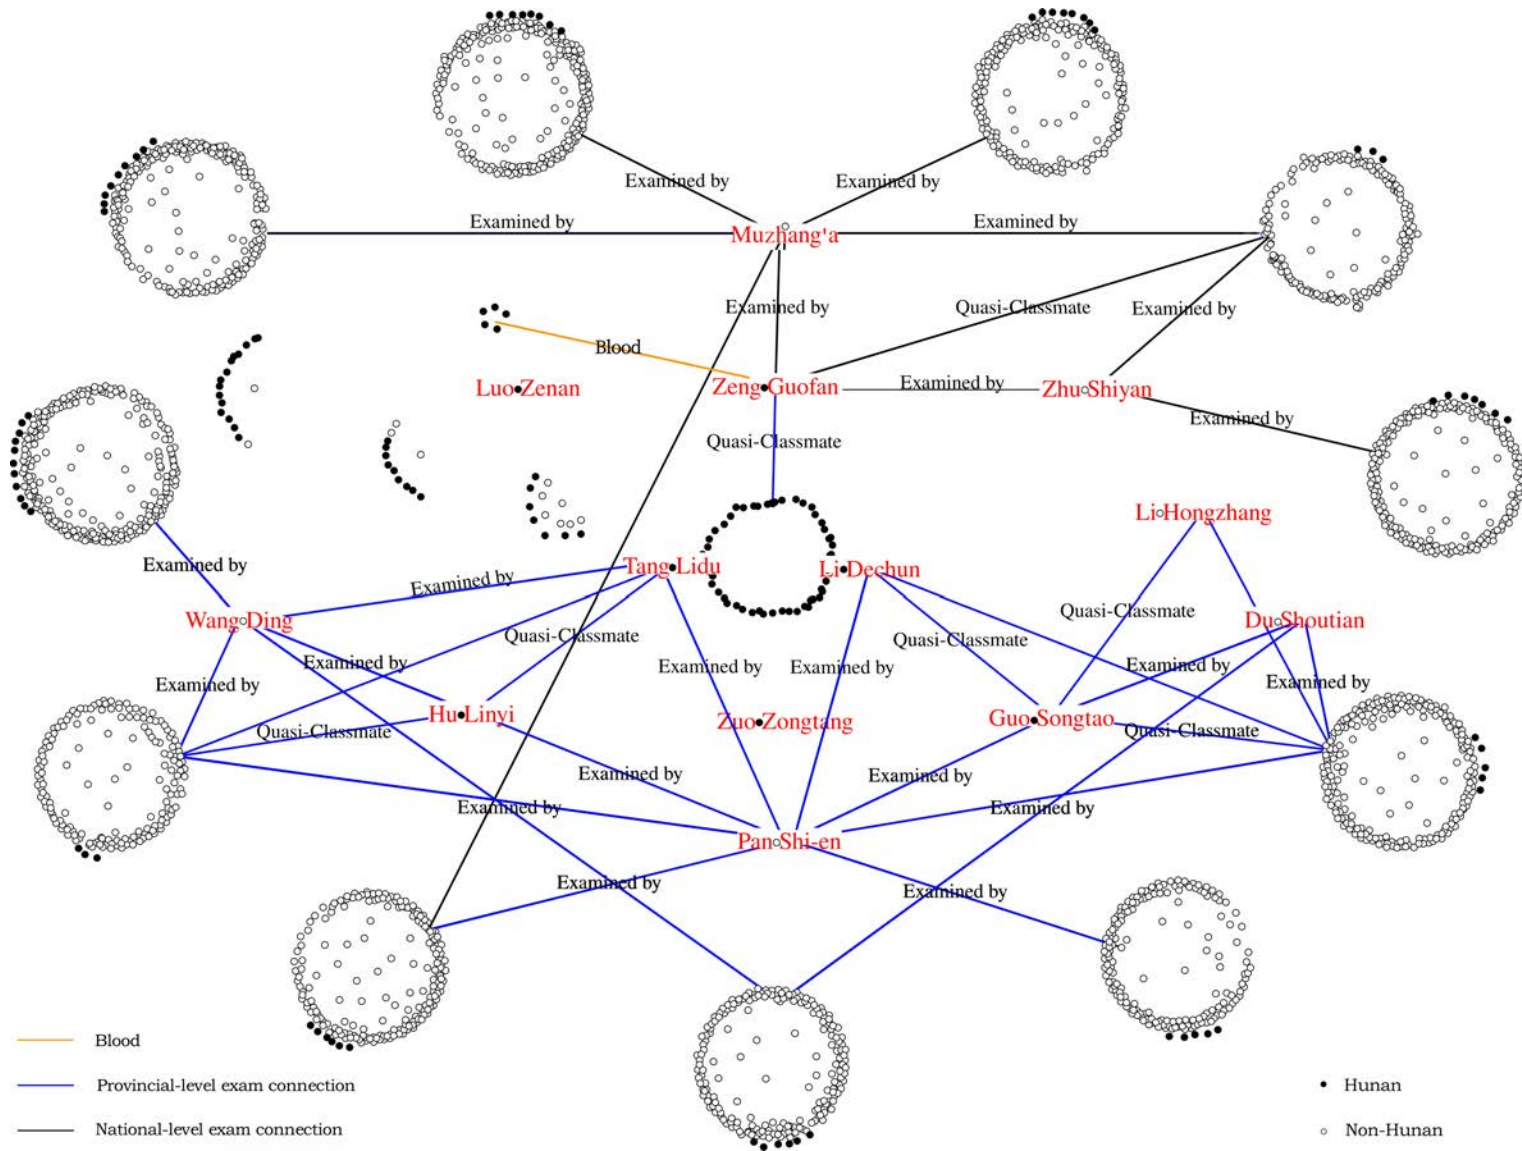 Examined by
Examined by
Examined by
Examined by
Muzhang'a
Examined by
Quasi-Classmate
Examined by
Blood
Luo Zenan
Zeng Guofan
Examined by
Zhu Shiyan
Examined by
Quasi-Classmate
Li Hongzhang
Examined by
Tang Lidu
Li Dechun
Examined by
Quasi-Classmate
Wang Ding
Du Shoutian
Quasi-Classmate
Quasi-Classmate
Examined by
Examined by
Examined by
Examined by
Examined by
Examined by
Hu Linyi
Zuo Zongtang
Guo Songtao
Quasi-Classmate
Quasi-Classmate
Examined by
Examined by
Examined by
Examined by
Pan Shi-en
Examined by
Examined by
Blood
Provincial-level exam connection
National-level exam connection
Hunan
Non-Hunan